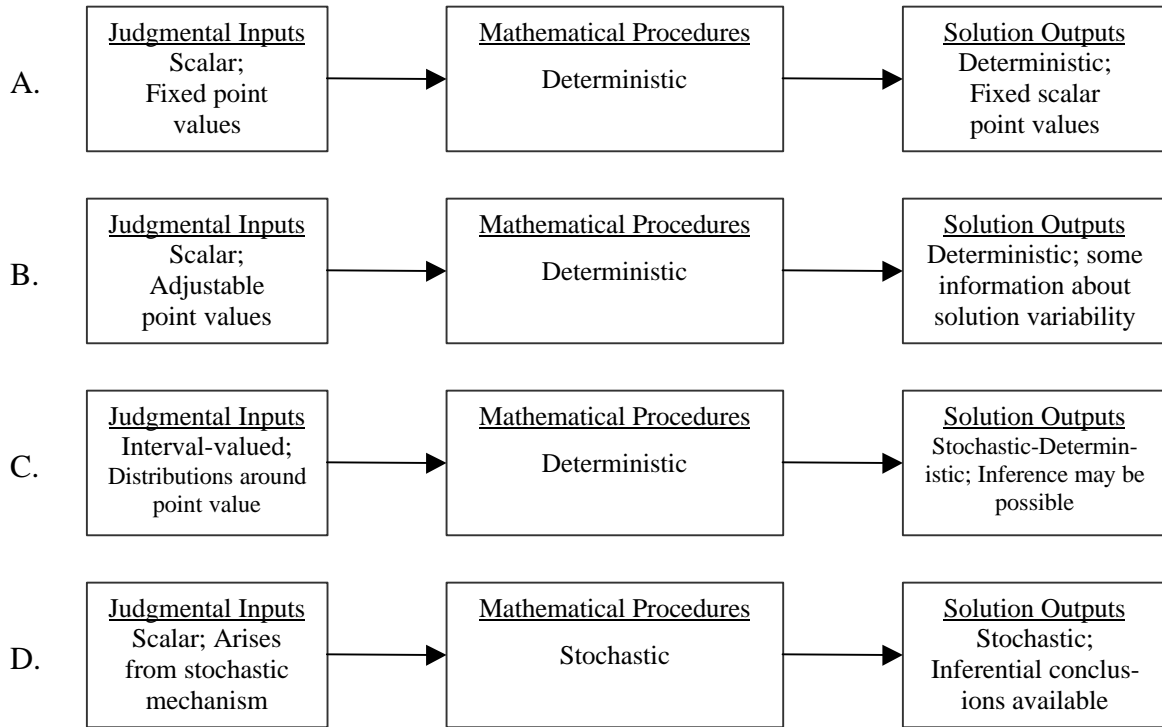 A.
Judgmental Inputs
Scalar;
Fixed point
values
Mathematical Procedures
Deterministic
Solution Outputs
Deterministic;
Fixed scalar
point values
B.
Judgmental Inputs
Scalar;
Adjustable
point values
Mathematical Procedures
Deterministic
Solution Outputs
Deterministic; some
information about
solution variability
C.
Judgmental Inputs
Interval-valued;
Distributions around
point value
Mathematical Procedures
Deterministic
Solution Outputs
Stochastic-Determin-
istic; Inference may be
possible
D.
Judgmental Inputs
Scalar; Arises
from stochastic
mechanism
Mathematical Procedures
Stochastic
Solution Outputs
Stochastic;
Inferential conclus-
ions available